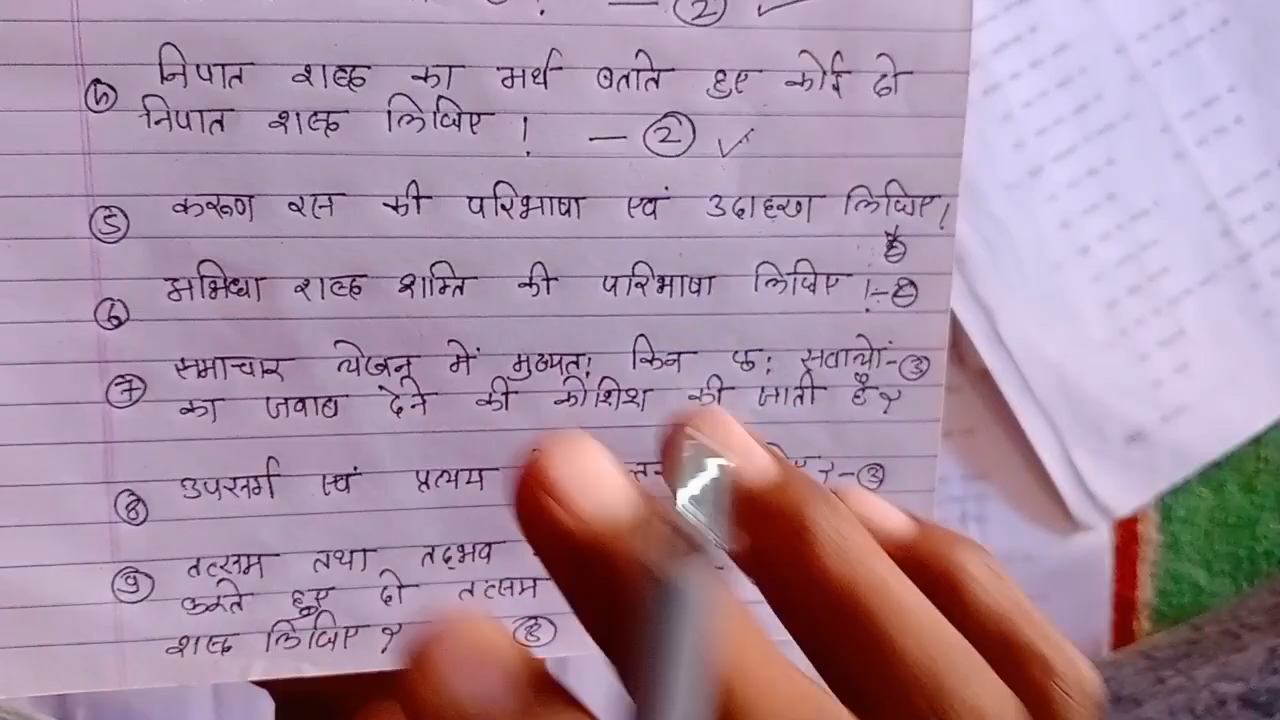 ② ✓
④ निपात शब्द का अर्थ बताते हुए कोई दो
निपात शब्द लिखिए। — ② ✓
⑤ करूण रस की परिभाषा एवं उदाहरण लिखिए।
⑥ अभिधा शब्द शक्ति की परिभाषा लिखिए।-②
⑦ समाचार लेखन में मुख्यत: किन छ: सवालों-③
का जवाब देने की कोशिश की जाती है?
⑧ उपसर्ग एवं प्रत्यय ?-③
⑨ तत्सम तथा तद्भव
करते हुए दो तत्सम
शब्द लिखिए? ③